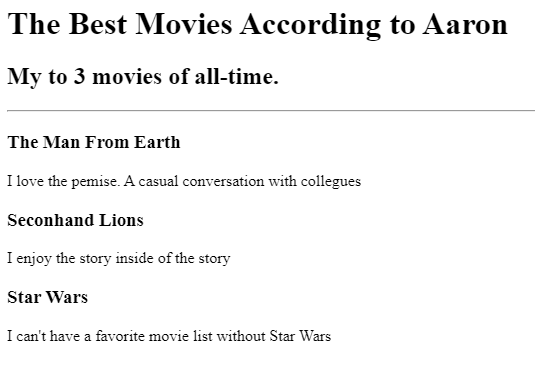 The Best Movies According to Aaron
My to 3 movies of all-time.
The Man From Earth
I love the pemise. A casual conversation with collegues
Seconhand Lions
I enjoy the story inside of the story
Star Wars
I can't have a favorite movie list without Star Wars